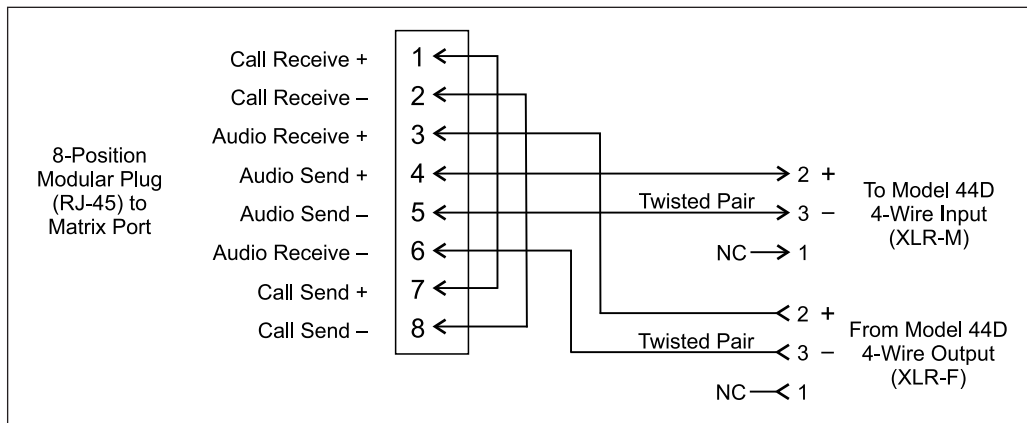 8-Position
Modular Plug
(RJ-45) to
Matrix Port
Call Receive + 1
Call Receive – 2
Audio Receive + 3
Audio Send + 4
Audio Send – 5
Audio Receive – 6
Call Send + 7
Call Send – 8
2 +
Twisted Pair 3 –
NC 1
To Model 44D
4-Wire Input
(XLR-M)
2 +
Twisted Pair 3 –
NC 1
From Model 44D
4-Wire Output
(XLR-F)